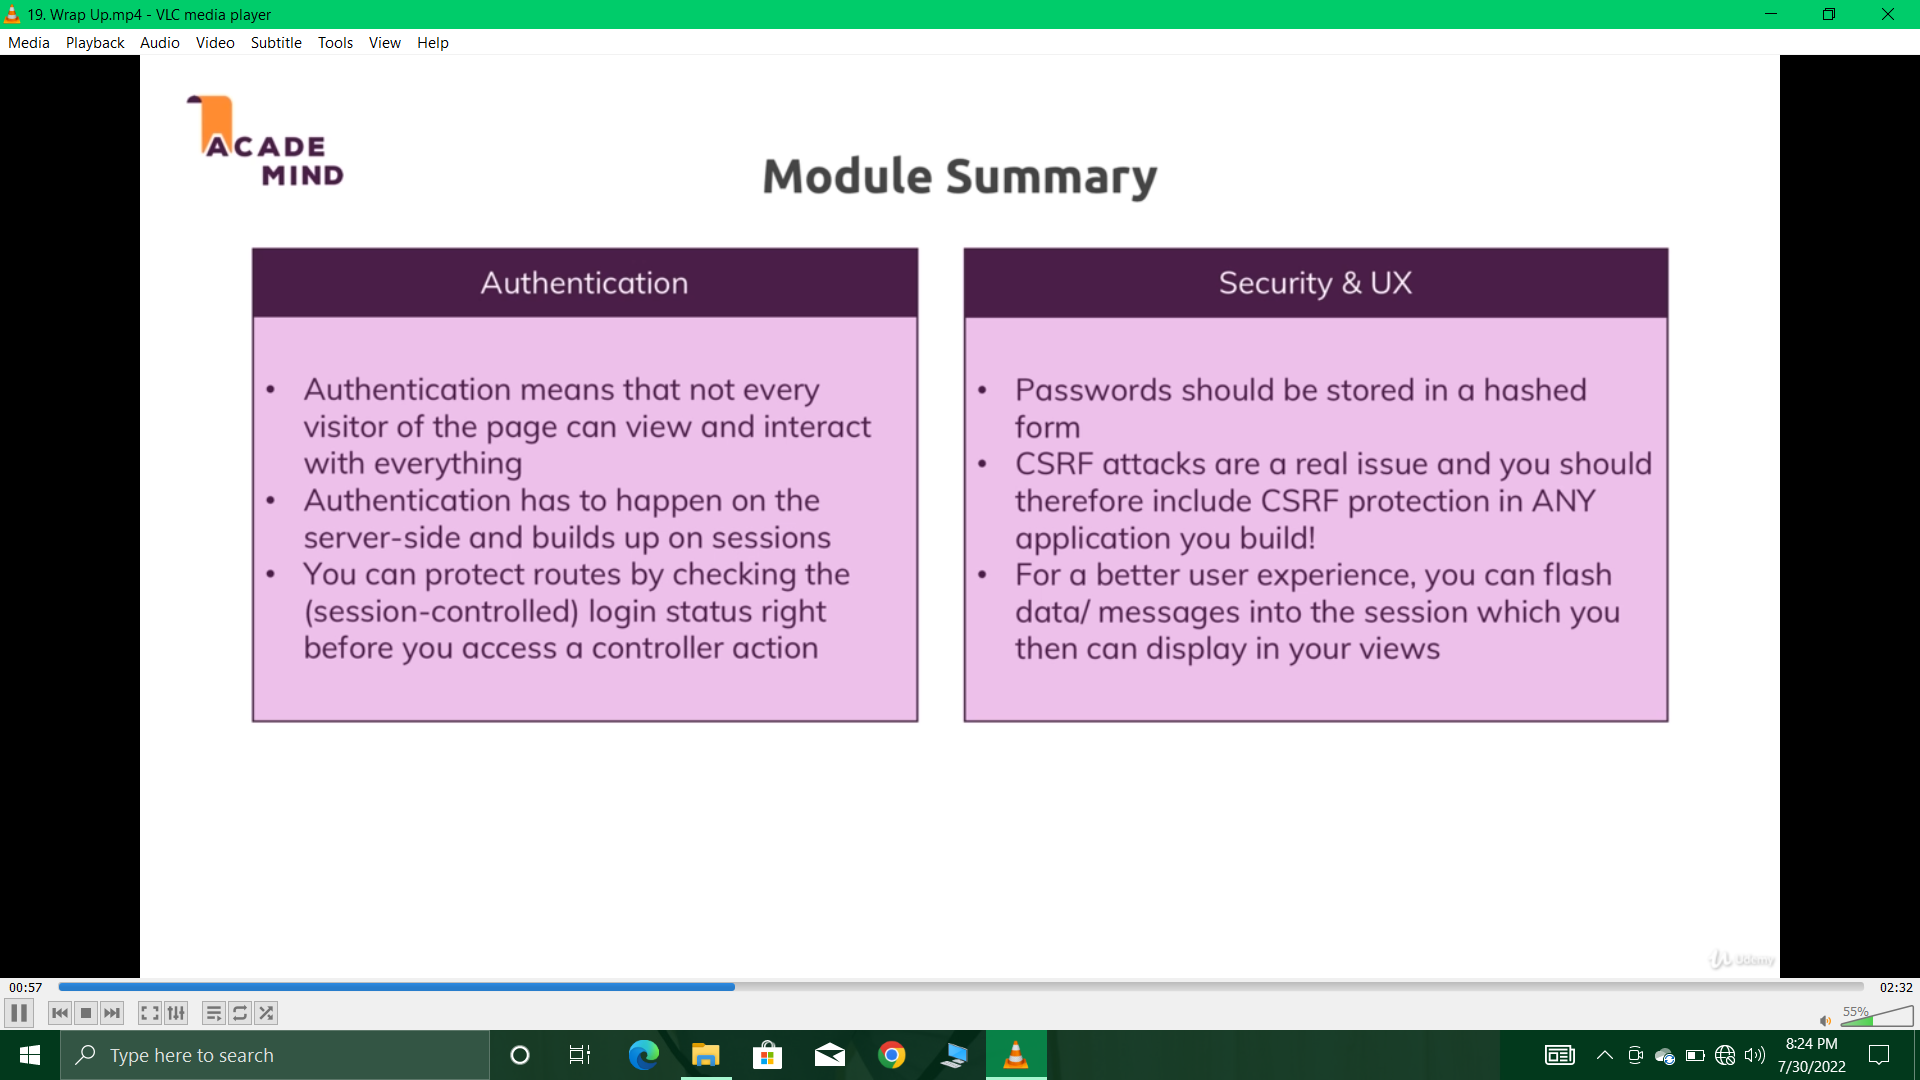 19. Wrap Up.mp4 - VLC media player
Media Playback Audio Video Subtitle Tools View Help
ACADE
MIND
Module Summary
Authentication
• Authentication means that not every
visitor of the page can view and interact
with everything
• Authentication has to happen on the
server-side and builds up on sessions
• You can protect routes by checking the
(session-controlled) login status right
before you access a controller action
Security & UX
• Passwords should be stored in a hashed
form
• CSRF attacks are a real issue and you should
therefore include CSRF protection in ANY
application you build!
• For a better user experience, you can flash
data/ messages into the session which you
then can display in your views
Udemy
00:57
02:32
55%
Type here to search
8:24 PM
7/30/2022